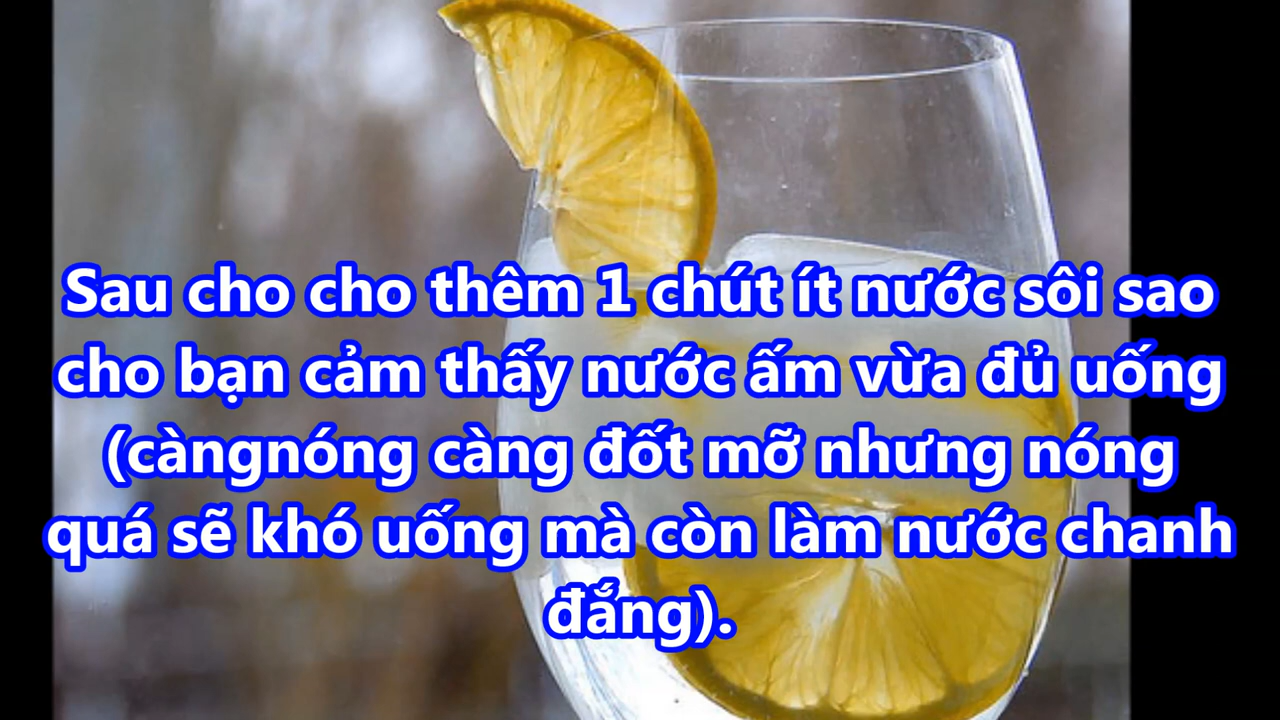 Sau cho cho thêm 1 chút ít nước sôi sao
cho bạn cảm thấy nước ấm vừa đủ uống
(càngnóng càng đốt mỡ nhưng nóng
quá sẽ khó uống mà còn làm nước chanh
đắng).